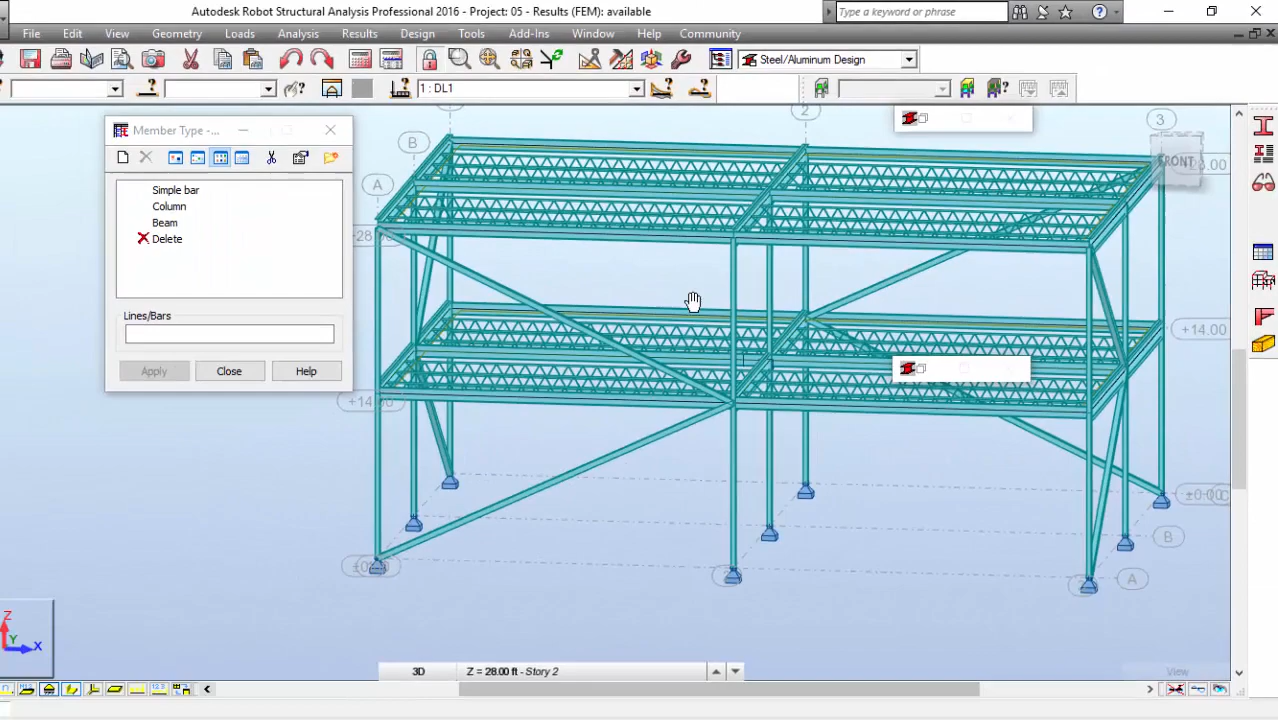 Autodesk Robot Structural Analysis Professional 2016 - Project: 05 - Results (FEM): available
Type a keyword or phrase
File Edit View Geometry Loads Analysis Results Design Tools Add-Ins Window Help Community
Steel/Aluminum Design
1 : DL1
Member Type -...
Simple bar
Column
Beam
Delete
Lines/Bars
Apply Close Help
2
3
B
FRONT
A
+14.00
+14.00
±0.00
B
A
Z
Y
X
3D Z = 28.00 ft - Story 2
View